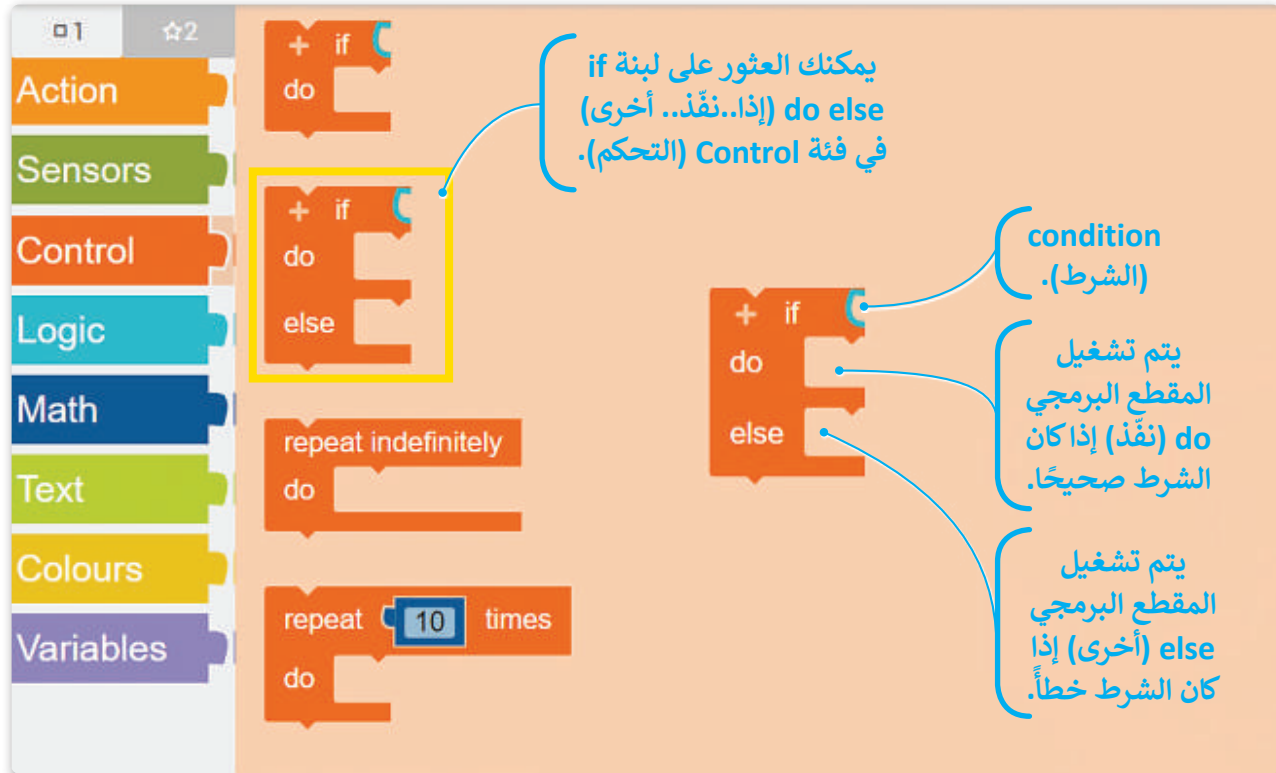 1
2
Action
Sensors
Control
Logic
Math
Text
Colours
Variables
+ if
do
+ if
do
else
repeat indefinitely
do
repeat 10 times
do
يمكنك العثور على لبنة if
do else (إذا..نفّذ.. أخرى)
في فئة Control (التحكم).
+ if
do
else
condition
(الشرط).
يتم تشغيل
المقطع البرمجي
do (نفّذ) إذا كان
الشرط صحيحًا.
يتم تشغيل
المقطع البرمجي
else (أخرى) إذا
كان الشرط خطأً.